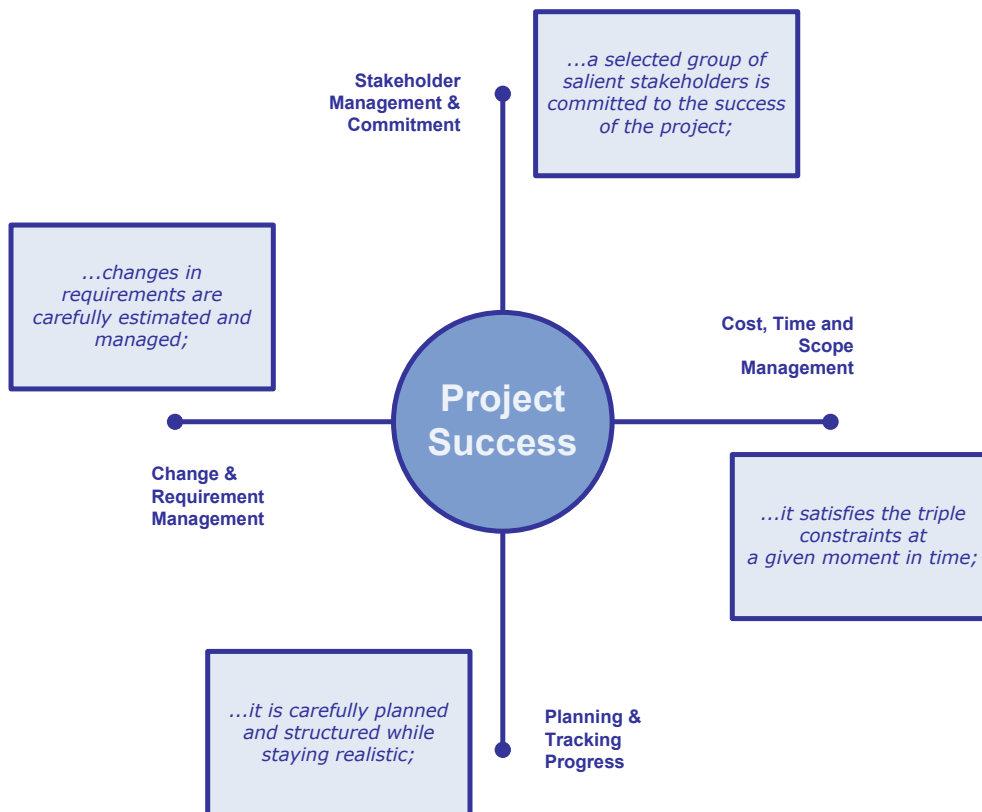 Stakeholder
Management &
Commitment
...a selected group of
salient stakeholders is
committed to the success
of the project;
...changes in
requirements are
carefully estimated and
managed;
Cost, Time and
Scope
Management
Project
Success
Change &
Requirement
Management
...it satisfies the triple
constraints at
a given moment in time;
...it is carefully planned
and structured while
staying realistic;
Planning &
Tracking
Progress